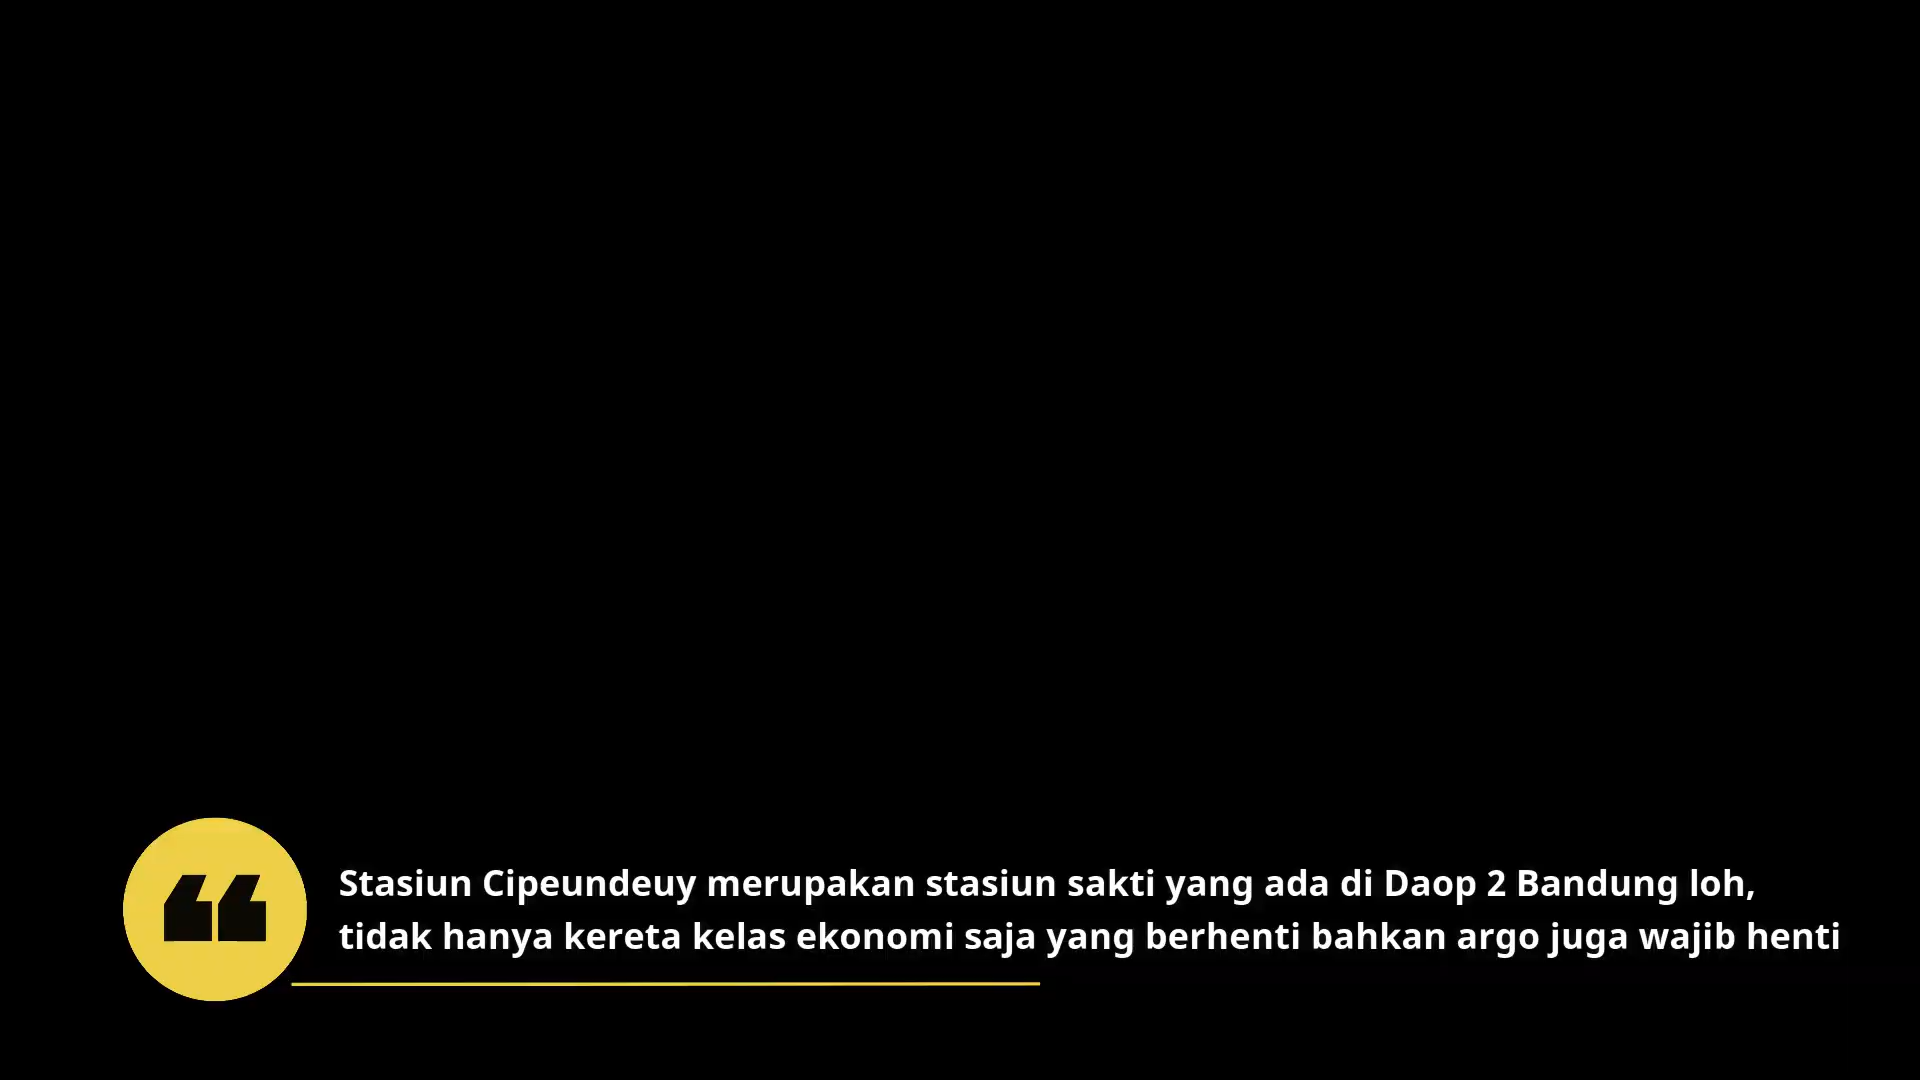 Stasiun Cipeundeuy merupakan stasiun sakti yang ada di Daop 2 Bandung loh,
tidak hanya kereta kelas ekonomi saja yang berhenti bahkan argo juga wajib henti